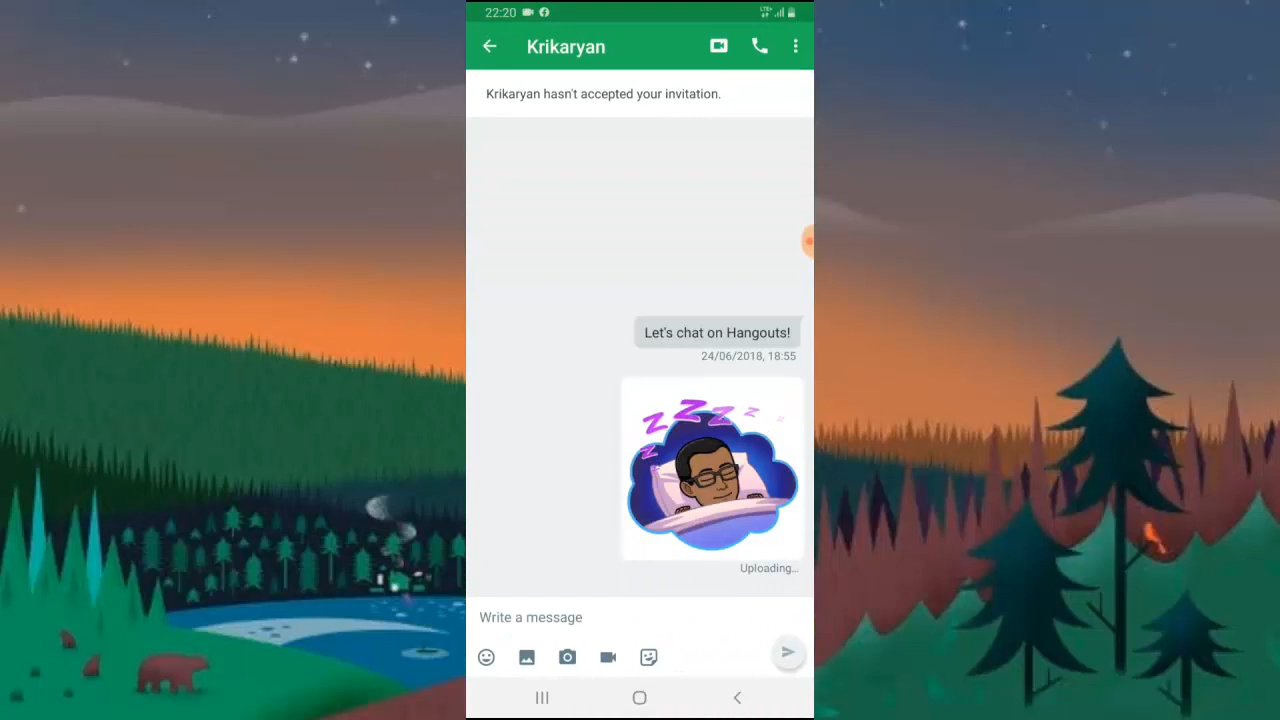 22:20
LTE+
Krikaryan
Krikaryan hasn't accepted your invitation.
Let's chat on Hangouts!
24/06/2018, 18:55
Z Z Z Z Z z z
Uploading...
Write a message